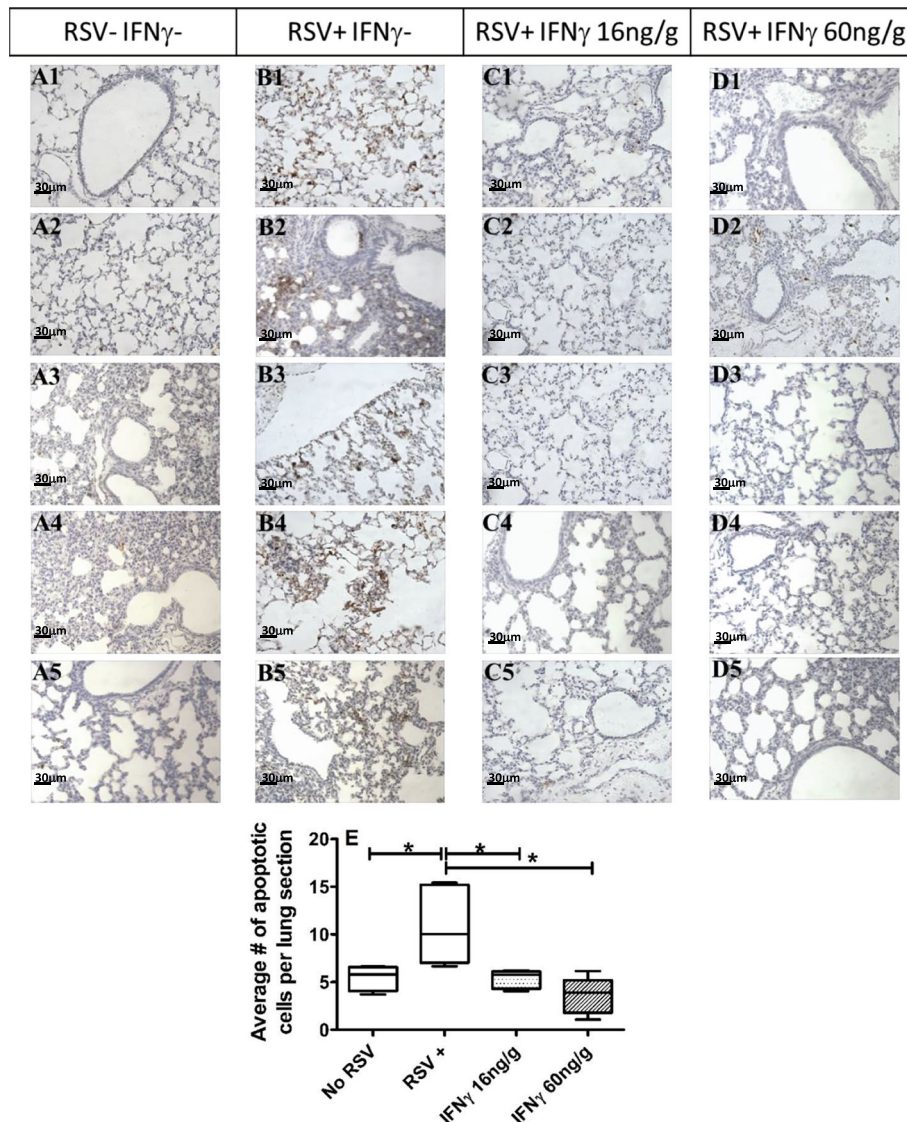 RSV- IFNγ- RSV+ IFNγ- RSV+ IFNγ 16ng/g RSV+ IFNγ 60ng/g
A1 B1 C1 D1
30μm 30μm 30μm 30μm
A2 B2 C2 D2
30μm 30μm 30μm 30μm
A3 B3 C3 D3
30μm 30μm 30μm 30μm
A4 B4 C4 D4
30μm 30μm 30μm 30μm
A5 B5 C5 D5
30μm 30μm 30μm 30μm
E
* * *
20
15
10
5
0
Average # of apoptotic
cells per lung section
No RSV
RSV +
IFNγ 16ng/g
IFNγ 60ng/g